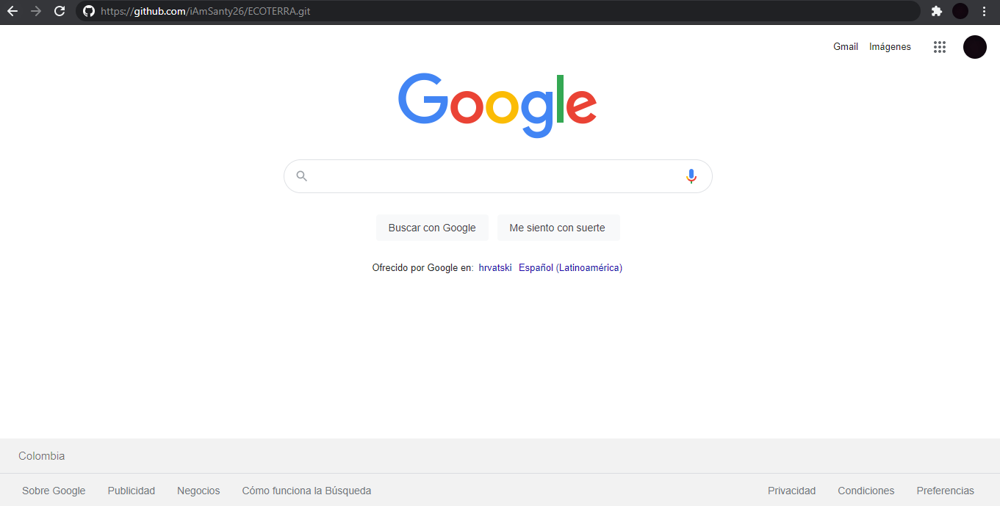 https://github.com/iAmSanty26/ECOTERRA.git
Gmail Imágenes
Google
Buscar con Google Me siento con suerte
Ofrecido por Google en: hrvatski Español (Latinoamérica)
Colombia
Sobre Google Publicidad Negocios Cómo funciona la Búsqueda Privacidad Condiciones Preferencias